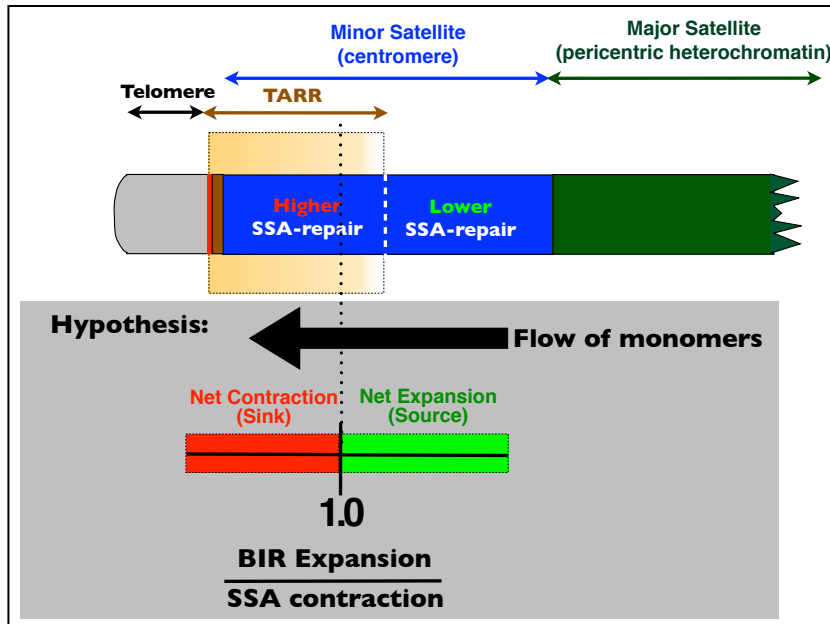 Minor Satellite
(centromere)
Major Satellite
(pericentric heterochromatin)
Telomere
TARR
Higher
SSA-repair
Lower
SSA-repair
Hypothesis:
Flow of monomers
Net Contraction
(Sink)
Net Expansion
(Source)
1.0
BIR Expansion
SSA contraction